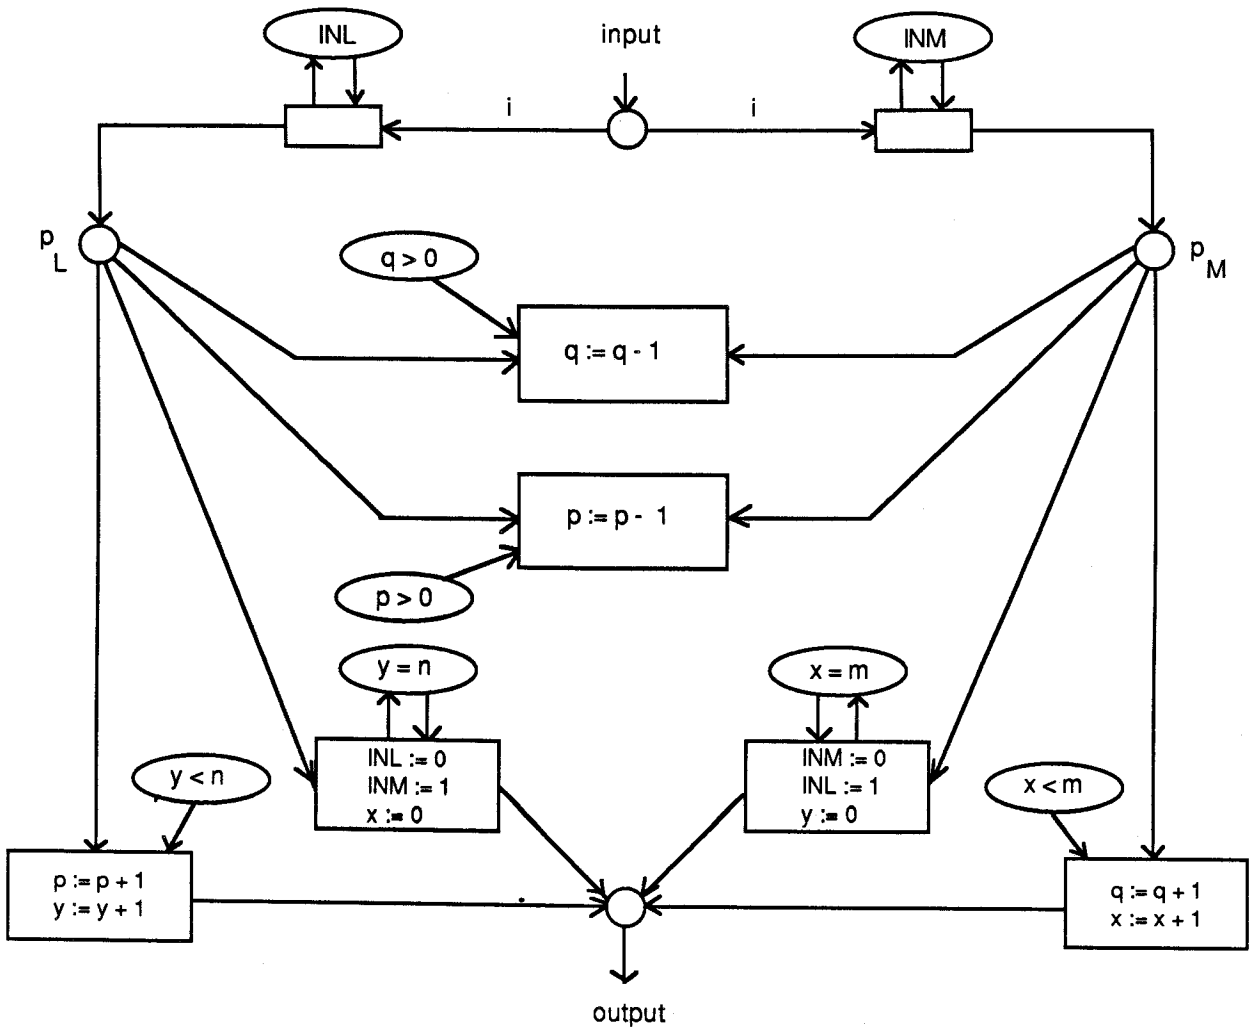 INL
input
INM
i
i
p L
p M
q > 0
q := q - 1
p := p - 1
p > 0
y = n
x = m
INL := 0
INM := 1
x := 0
INM := 0
INL := 1
y := 0
y < n
x < m
p := p + 1
y := y + 1
q := q + 1
x := x + 1
output